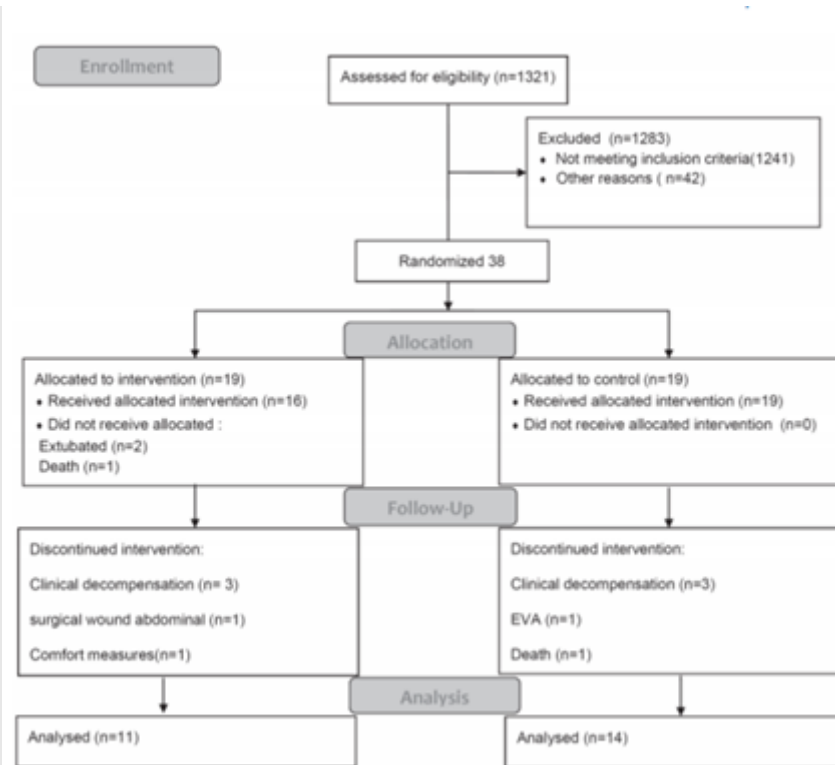 Enrollment
Assessed for eligibility (n=1321)
Excluded (n=1283)
• Not meeting inclusion criteria(1241)
• Other reasons ( n=42)
Randomized 38
Allocation
Allocated to intervention (n=19)
• Received allocated intervention (n=16)
• Did not receive allocated :
Extubated (n=2)
Death (n=1)
Allocated to control (n=19)
• Received allocated intervention (n=19)
• Did not receive allocated intervention (n=0)
Follow-Up
Discontinued intervention:
Clinical decompensation (n= 3)
surgical wound abdominal (n=1)
Comfort measures(n=1)
Discontinued intervention:
Clinical decompensation (n=3)
EVA (n=1)
Death (n=1)
Analysis
Analysed (n=11)
Analysed (n=14)